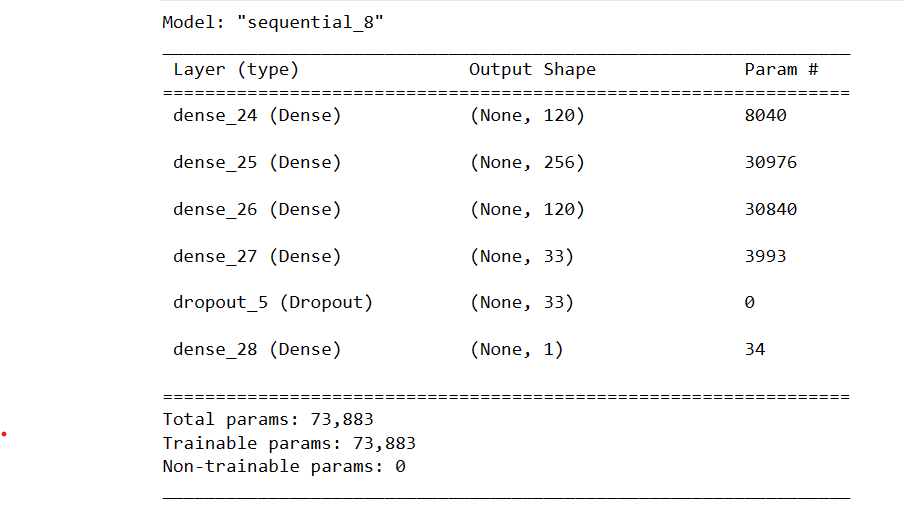 Model: "sequential_8"
Layer (type) Output Shape Param #
dense_24 (Dense) (None, 120) 8040
dense_25 (Dense) (None, 256) 30976
dense_26 (Dense) (None, 120) 30840
dense_27 (Dense) (None, 33) 3993
dropout_5 (Dropout) (None, 33) 0
dense_28 (Dense) (None, 1) 34
Total params: 73,883
Trainable params: 73,883
Non-trainable params: 0